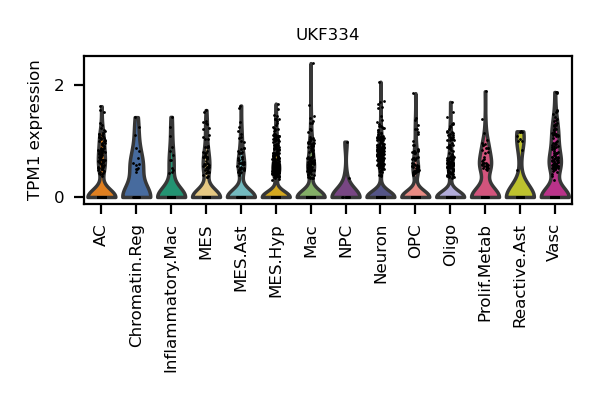 UKF334
TPM1 expression
2
0
AC
Chromatin.Reg
Inflammatory.Mac
MES
MES.Ast
MES.Hyp
Mac
NPC
Neuron
OPC
Oligo
Prolif.Metab
Reactive.Ast
Vasc